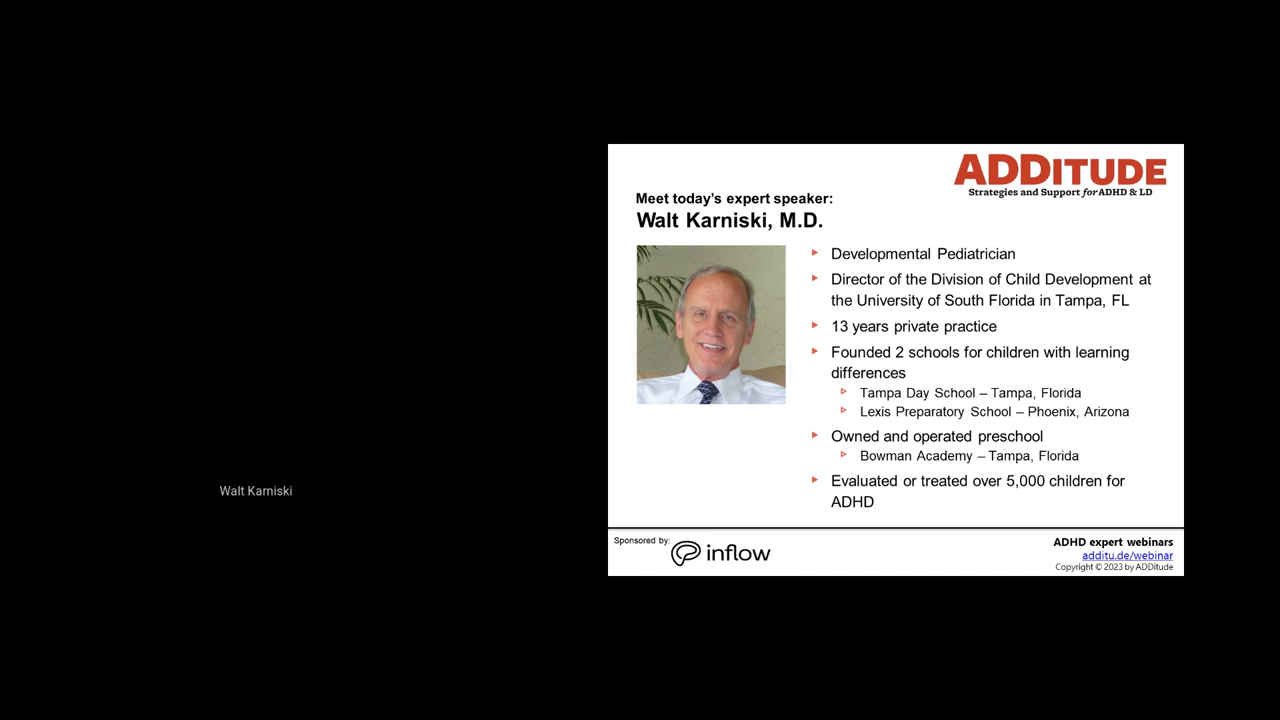 ADDITUDE
Strategies and Support for ADHD & LD
Meet today's expert speaker:
Walt Karniski, M.D.
Developmental Pediatrician
Director of the Division of Child Development at
the University of South Florida in Tampa, FL
13 years private practice
Founded 2 schools for children with learning
differences
Tampa Day School – Tampa, Florida
Lexis Preparatory School – Phoenix, Arizona
Owned and operated preschool
Bowman Academy – Tampa, Florida
Evaluated or treated over 5,000 children for
ADHD
Walt Karniski
Sponsored by:
inflow
ADHD expert webinars
additu.de/webinar
Copyright © 2023 by ADDitude